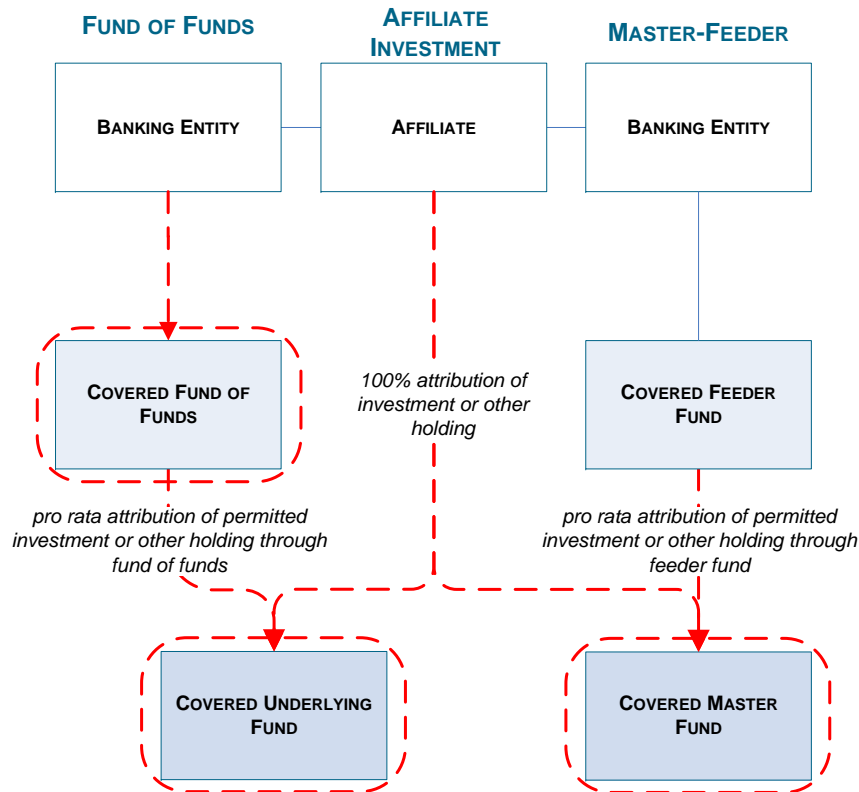 FUND OF FUNDS
AFFILIATE
INVESTMENT
MASTER-FEEDER
BANKING ENTITY
AFFILIATE
BANKING ENTITY
COVERED FUND OF
FUNDS
100% attribution of
investment or other
holding
COVERED FEEDER
FUND
pro rata attribution of permitted
investment or other holding through
fund of funds
pro rata attribution of permitted
investment or other holding through
feeder fund
COVERED UNDERLYING
FUND
COVERED MASTER
FUND